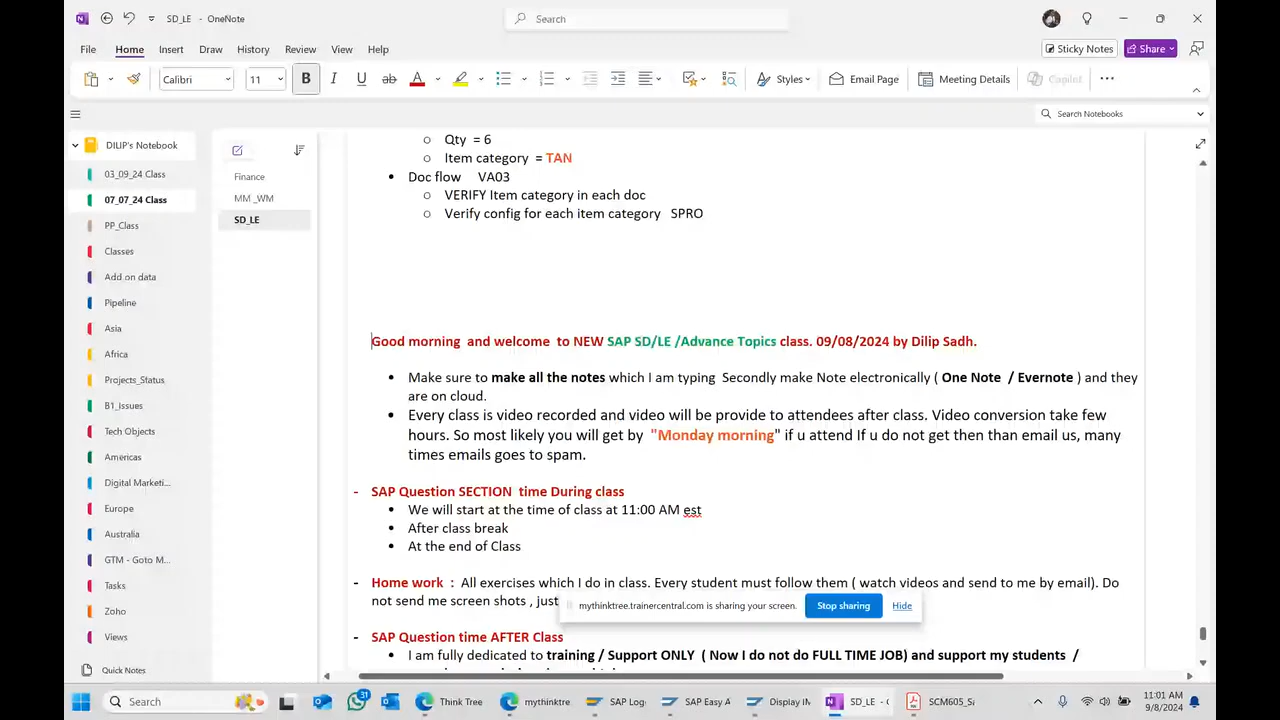 SD_LE - OneNote
Search
File Home Insert Draw History Review View Help
Sticky Notes Share
Calibri 11 B I U ab A Styles Email Page Meeting Details Copilot
Search Notebooks
DILIP's Notebook
03_09_24 Class
07_07_24 Class
PP_Class
Classes
Add on data
Pipeline
Asia
Africa
Projects_Status
B1_Issues
Tech Objects
Americas
Digital Marketi...
Europe
Australia
GTM - Goto M...
Tasks
Zoho
Views
Quick Notes
Finance
MM _WM
SD_LE
o Qty = 6
o Item category = TAN
• Doc flow VA03
o VERIFY Item category in each doc
o Verify config for each item category SPRO
Good morning and welcome to NEW SAP SD/LE /Advance Topics class. 09/08/2024 by Dilip Sadh.
• Make sure to make all the notes which I am typing Secondly make Note electronically ( One Note / Evernote ) and they
are on cloud.
• Every class is video recorded and video will be provide to attendees after class. Video conversion take few
hours. So most likely you will get by "Monday morning" if u attend If u do not get then than email us, many
times emails goes to spam.
- SAP Question SECTION time During class
• We will start at the time of class at 11:00 AM est
• After class break
• At the end of Class
- Home work : All exercises which I do in class. Every student must follow them ( watch videos and send to me by email). Do
not send me screen shots , just
mythinktree.trainercentral.com is sharing your screen. Stop sharing Hide
- SAP Question time AFTER Class
• I am fully dedicated to training / Support ONLY ( Now I do not do FULL TIME JOB) and support my students /
Search 31 Think Tree mythinktre SAP Log SAP Easy A Display IN SD_LE - SCM605_S
11:01 AM
9/8/2024